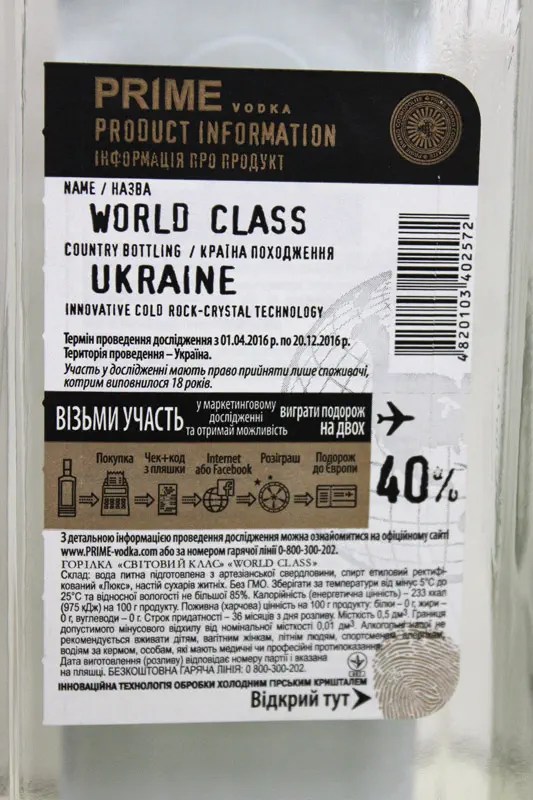 PRIME VODKA
PRODUCT INFORMATION
ІНФОРМАЦІЯ ПРО ПРОДУКТ
NAME / НАЗВА
WORLD CLASS
COUNTRY BOTTLING / КРАЇНА ПОХОДЖЕННЯ
UKRAINE
INNOVATIVE COLD ROCK-CRYSTAL TECHNOLOGY
4820103402572
Термін проведення дослідження з 01.04.2016 р. по 20.12.2016 р.
Територія проведення – Україна.
Участь у дослідженні мають право прийняти лише споживачі,
котрим виповнилося 18 років.
ВІЗЬМИ УЧАСТЬ
у маркетинговому
дослідженні
та отримай можливість
виграти подорож
на двох
Покупка
Чек+код
з пляшки
Internet
або Facebook
Розіграш
Подорож
до Європи
40%
З детальною інформацією проведення дослідження можна ознайомитися на офіційному сайті
www.PRIME-vodka.com або за номером гарячої лінії 0-800-300-202.
ГОРІЛКА «СВІТОВИЙ КЛАС» «WORLD CLASS»
Склад: вода питна підготовлена з артезіанської свердловини, спирт етиловий ректифі-
кований «Люкс», настій сухарів житніх. Без ГМО. Зберігати за температури від мінус 5°С до
25°С та відносної вологості не більшої 85%. Калорійність (енергетична цінність) – 233 ккал
(975 кДж) на 100 г продукту. Поживна (харчова) цінність на 100 г продукту: білки – 0 г, жири –
0 г, вуглеводи – 0 г. Строк придатності – 36 місяців з дня розливу. Місткість 0,5 дм³. Границя
допустимого мінусового відхилу від номінальної місткості 0,01 дм³. Алкогольні напої не
рекомендується вживати дітям, вагітним жінкам, літнім людям, спортсменам,
водіям за кермом, особам, які мають медичні чи професійні протипоказання.
Дата виготовлення (розливу) відповідає номеру партії і вказана
на пляшці. БЕЗКОШТОВНА ГАРЯЧА ЛІНІЯ: 0 800-300-202.
ІННОВАЦІЙНА ТЕХНОЛОГІЯ ОБРОБКИ ХОЛОДНИМ ГІРСЬКИМ КРИШТАЛЕМ
Відкрий тут